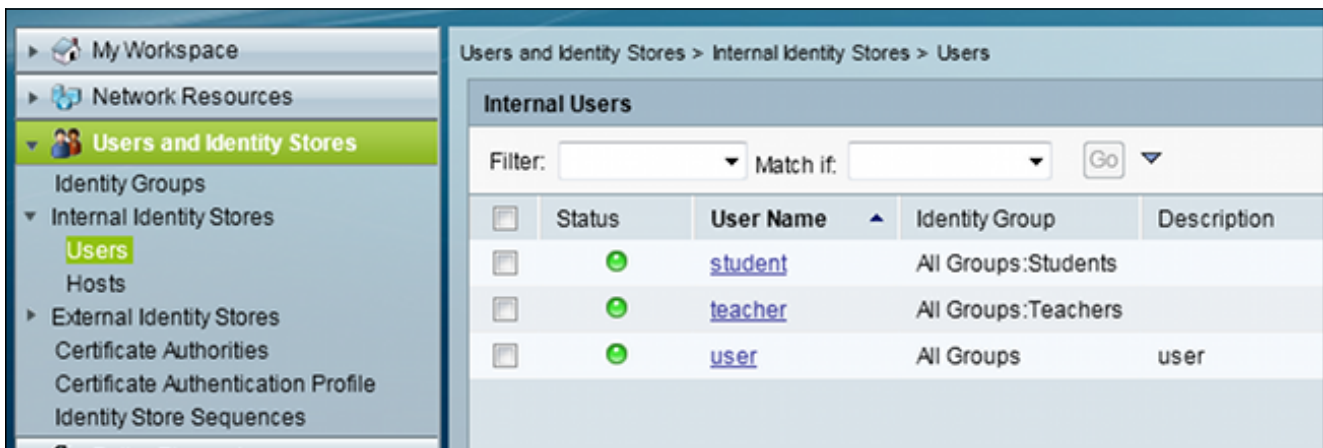 My Workspace
Network Resources
Users and Identity Stores
Identity Groups
Internal Identity Stores
Users
Hosts
External Identity Stores
Certificate Authorities
Certificate Authentication Profile
Identity Store Sequences
Users and Identity Stores > Internal Identity Stores > Users
Internal Users
Filter: Match if: Go
Status User Name Identity Group Description
student All Groups:Students
teacher All Groups:Teachers
user All Groups user